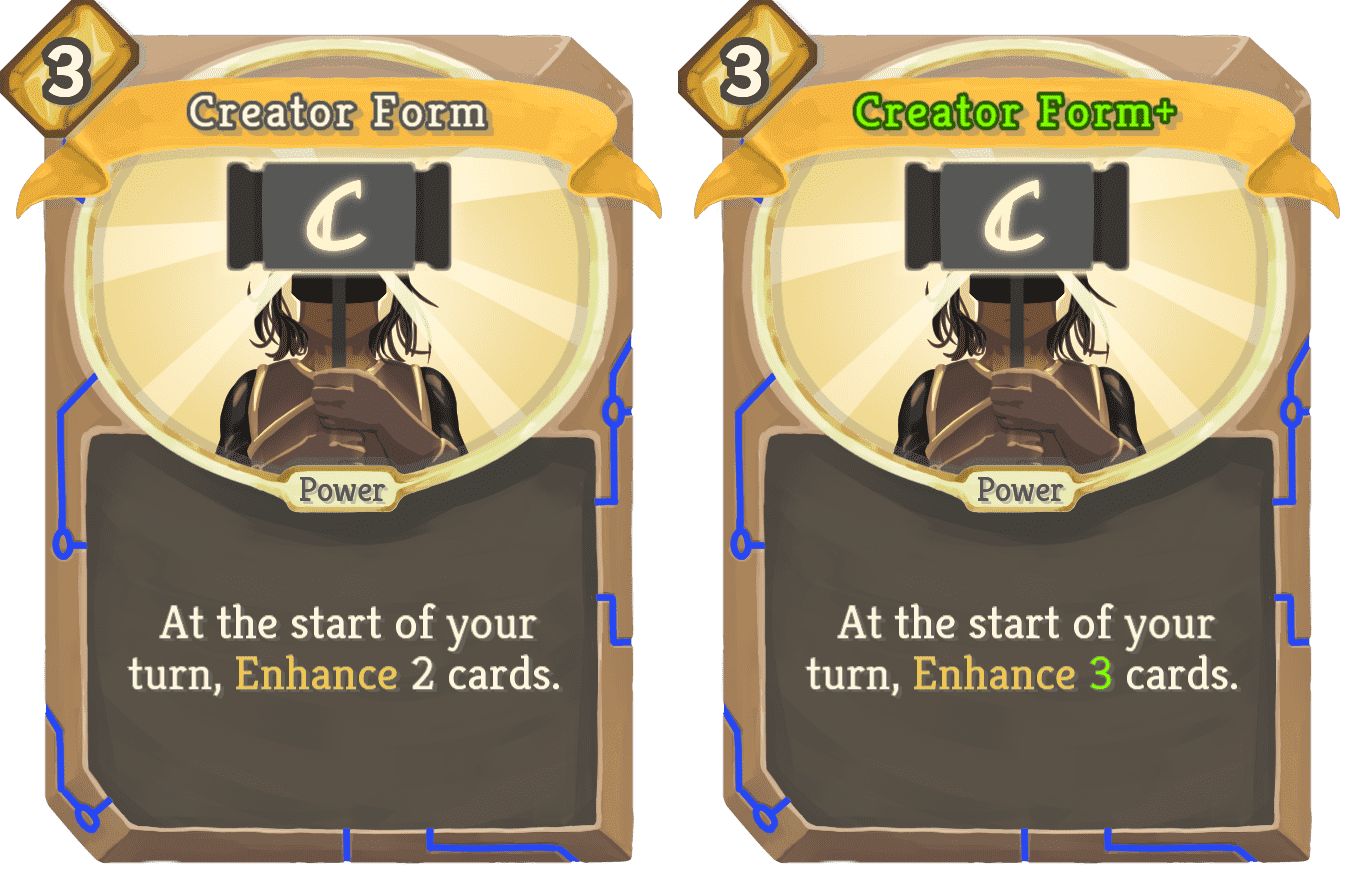 3
Creator Form
C
Power
At the start of your
turn, Enhance 2 cards.
3
Creator Form+
C
Power
At the start of your
turn, Enhance 3 cards.